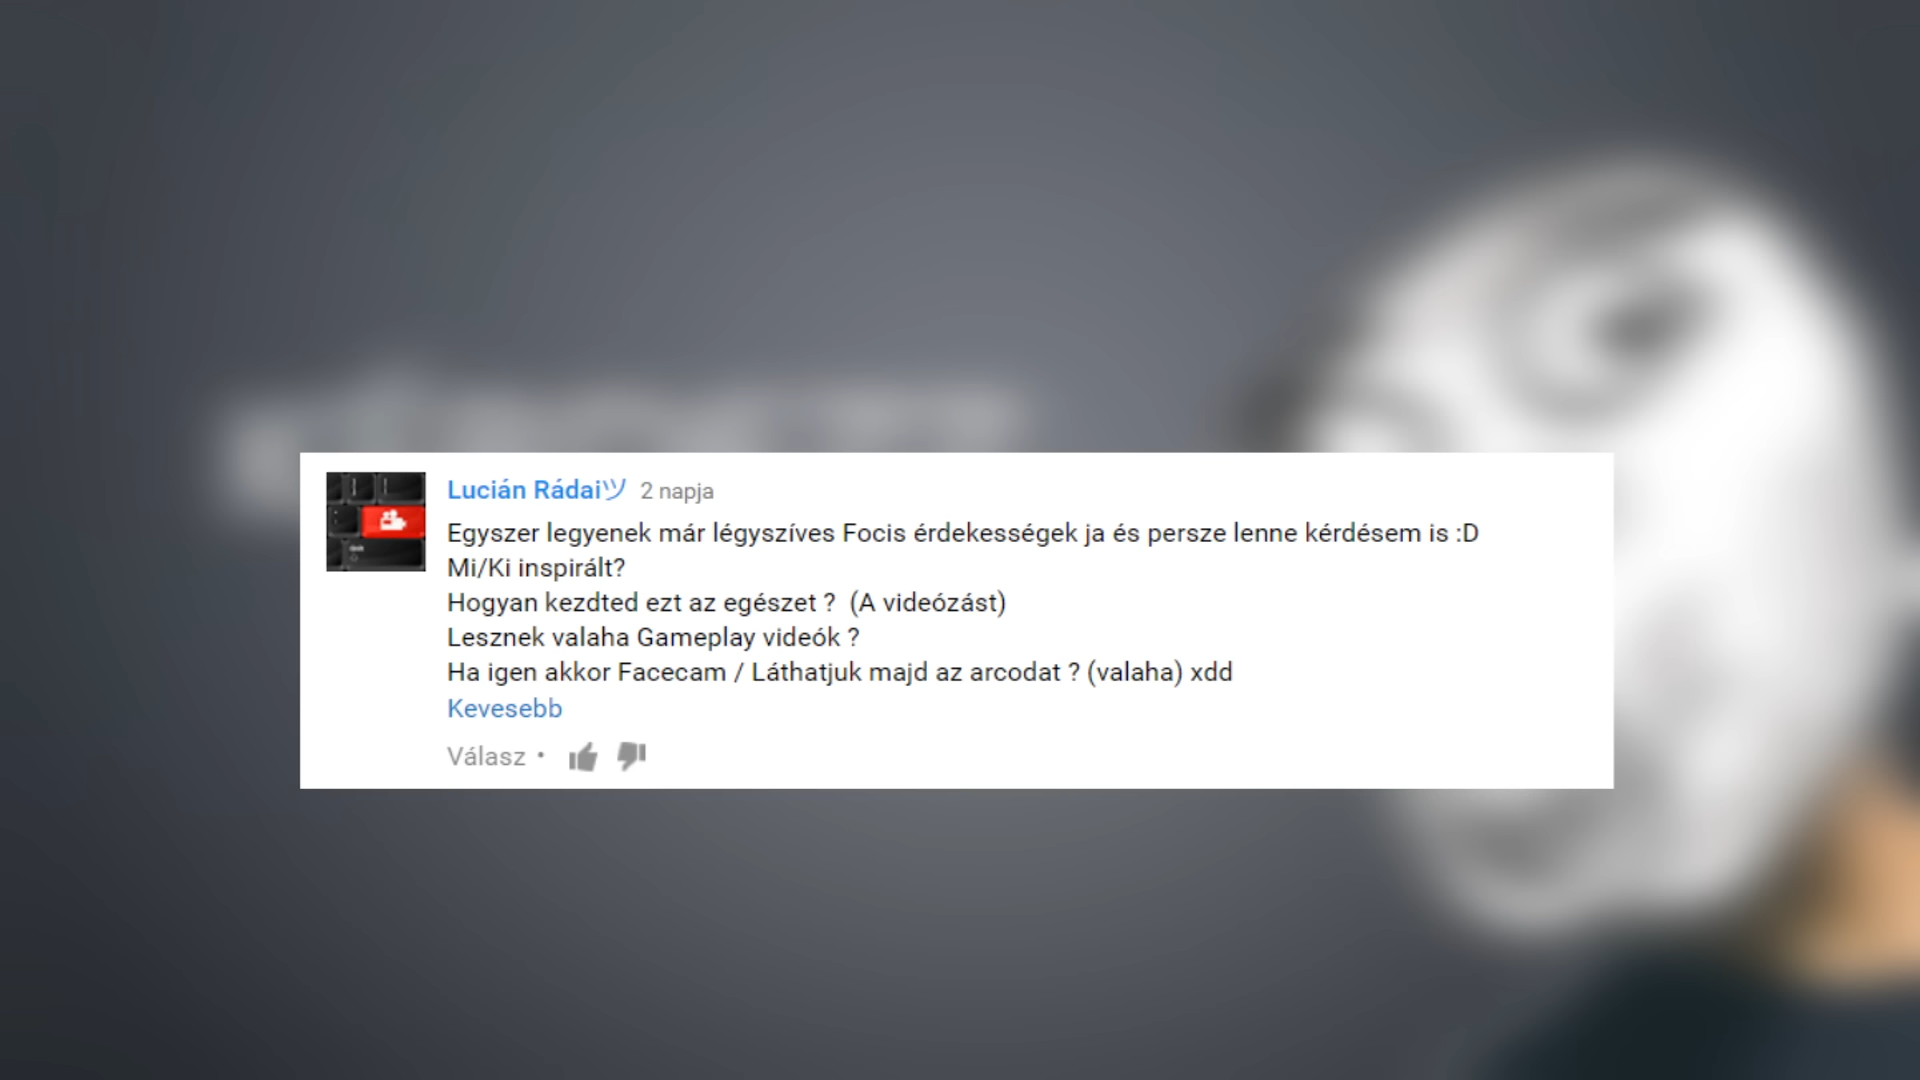 Lucián Rádaiツ 2 napja
Egyszer legyenek már légyszíves Focis érdekességek ja és persze lenne kérdésem is :D
Mi/Ki inspirált?
Hogyan kezdted ezt az egészet ?  (A videózást)
Lesznek valaha Gameplay videók ?
Ha igen akkor Facecam / Láthatjuk majd az arcodat ? (valaha) xdd
Kevesebb
Válasz •